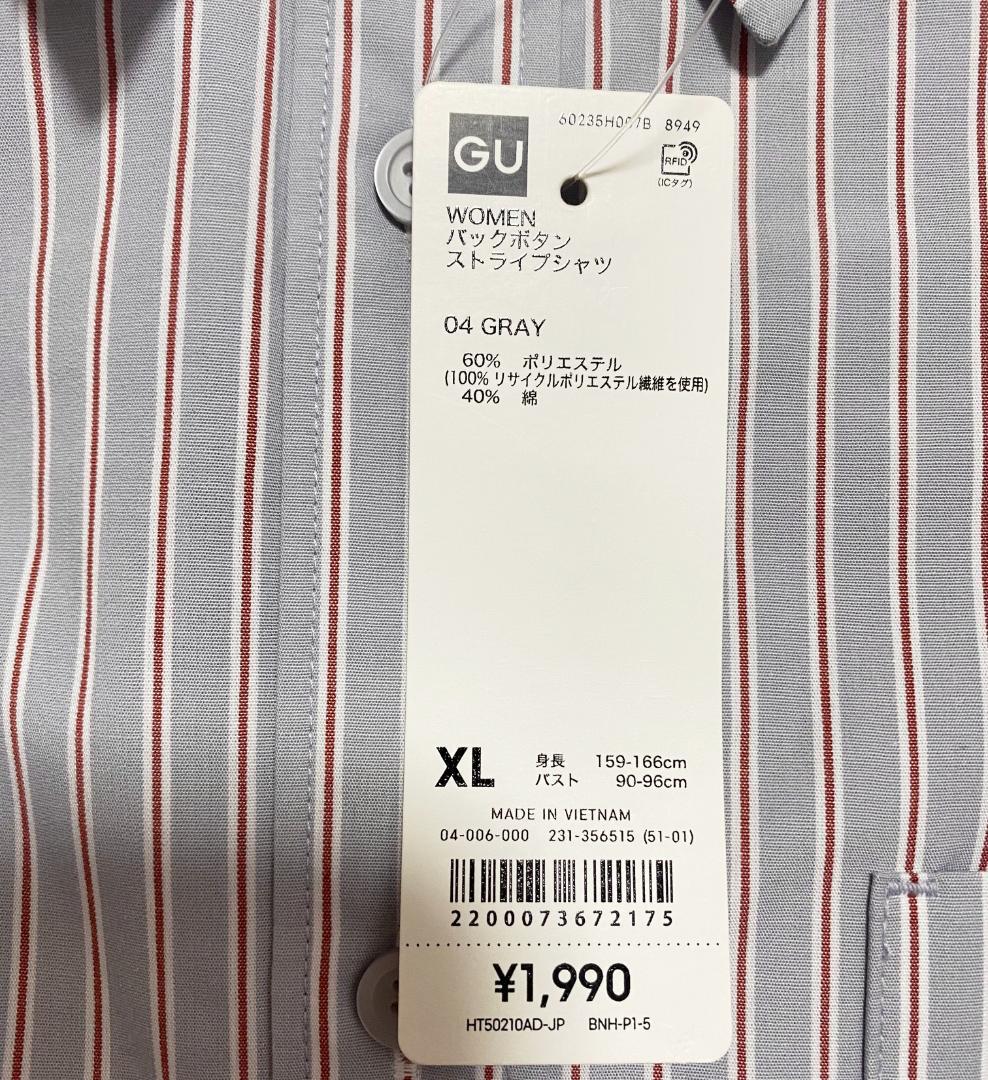 GU
8949
RFID
(ICタグ)
WOMEN
バックボタン
ストライプシャツ
04 GRAY
60% ポリエステル
(100% リサイクルポリエステル繊維を使用)
40% 綿
XL
身長 159-166cm
バスト 90-96cm
MADE IN VIETNAM
04-006-000 231-356515 (51-01)
2200073672175
¥1,990
HT50210AD-JP BNH-P1-5